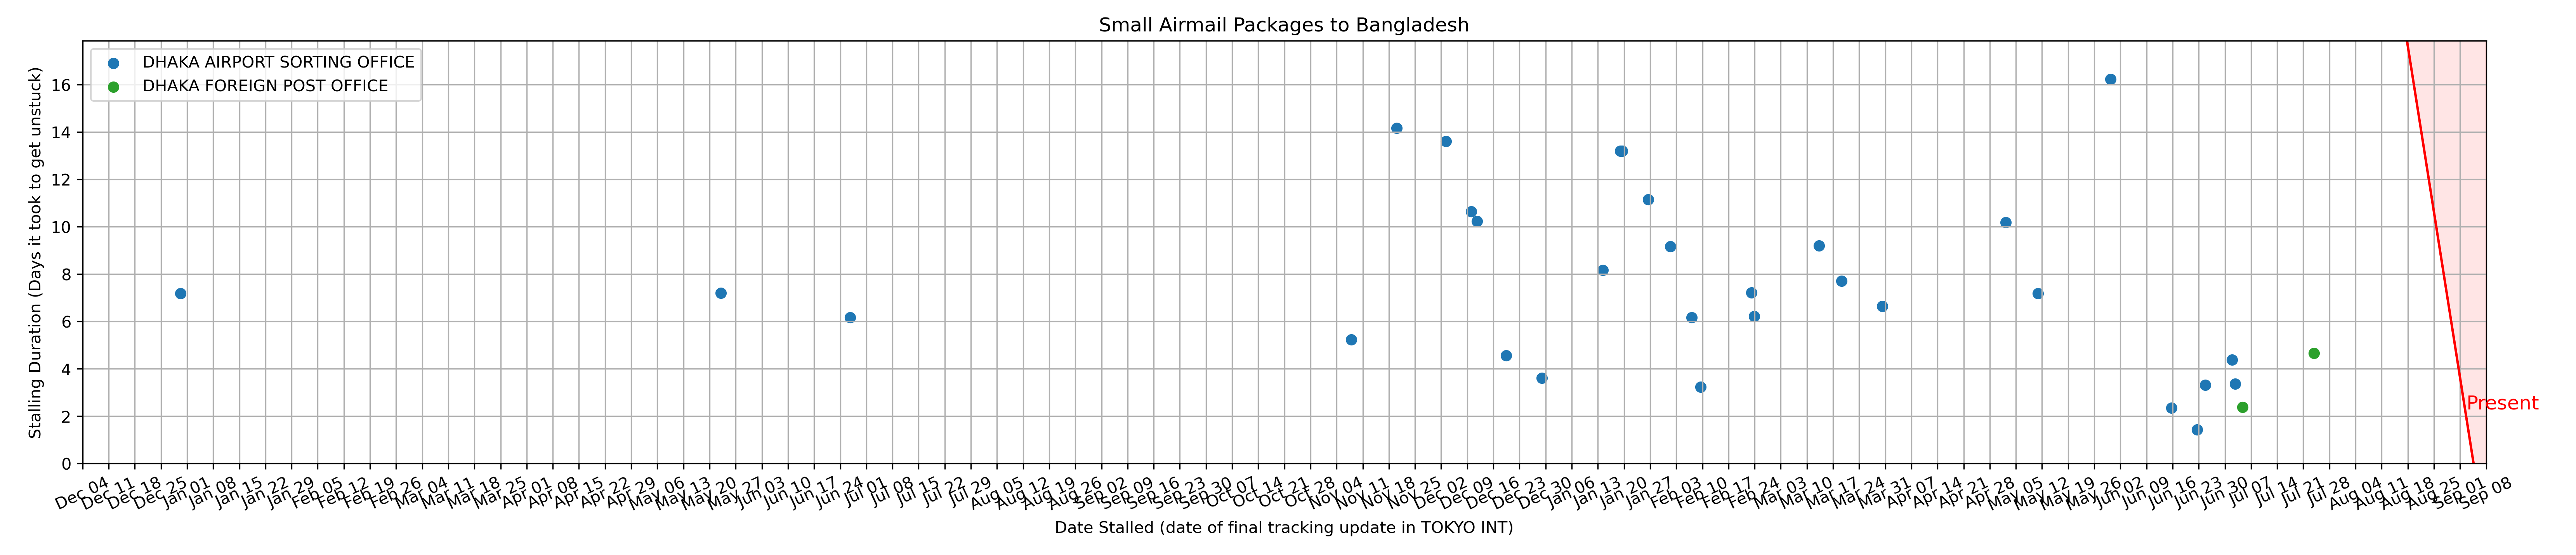 Small Airmail Packages to Bangladesh
DHAKA AIRPORT SORTING OFFICE
DHAKA FOREIGN POST OFFICE
Stalling Duration (Days it took to get unstuck)
16
14
12
10
8
6
4
2
0
Present
Dec 04
Dec 11
Dec 18
Dec 25
Jan 01
Jan 08
Jan 15
Jan 22
Jan 29
Feb 05
Feb 12
Feb 19
Feb 26
Mar 04
Mar 11
Mar 18
Mar 25
Apr 01
Apr 08
Apr 15
Apr 22
Apr 29
May 06
May 13
May 20
May 27
Jun 03
Jun 10
Jun 17
Jun 24
Jul 01
Jul 08
Jul 15
Jul 22
Jul 29
Aug 05
Aug 12
Aug 19
Aug 26
Sep 02
Sep 09
Sep 16
Sep 23
Sep 30
Oct 07
Oct 14
Oct 21
Oct 28
Nov 04
Nov 11
Nov 18
Nov 25
Dec 02
Dec 09
Dec 16
Dec 23
Dec 30
Jan 06
Jan 13
Jan 20
Jan 27
Feb 03
Feb 10
Feb 17
Feb 24
Mar 03
Mar 10
Mar 17
Mar 24
Mar 31
Apr 07
Apr 14
Apr 21
Apr 28
May 05
May 12
May 19
May 26
Jun 02
Jun 09
Jun 16
Jun 23
Jun 30
Jul 07
Jul 14
Jul 21
Jul 28
Aug 04
Aug 11
Aug 18
Aug 25
Sep 01
Sep 08
Date Stalled (date of final tracking update in TOKYO INT)